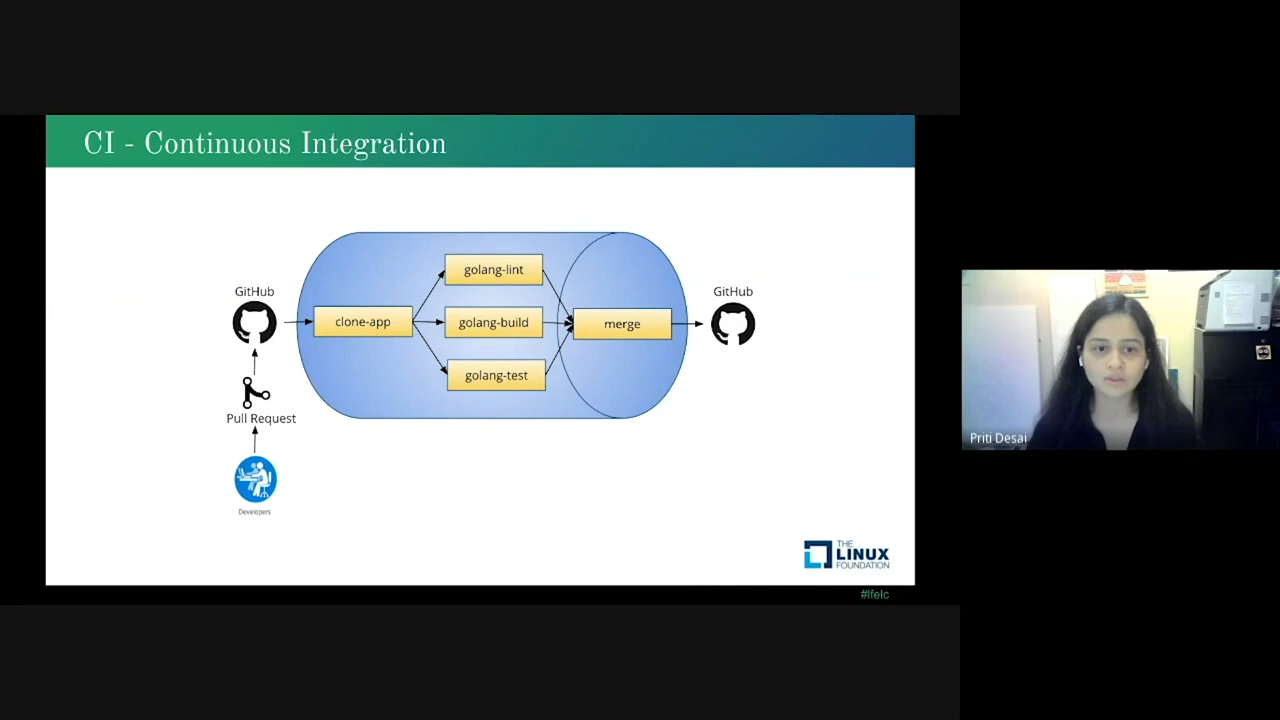 CI - Continuous Integration
GitHub
clone-app
golang-lint
golang-build
golang-test
merge
GitHub
Pull Request
Developers
THE
LINUX
FOUNDATION
#lfelc
Priti Desai